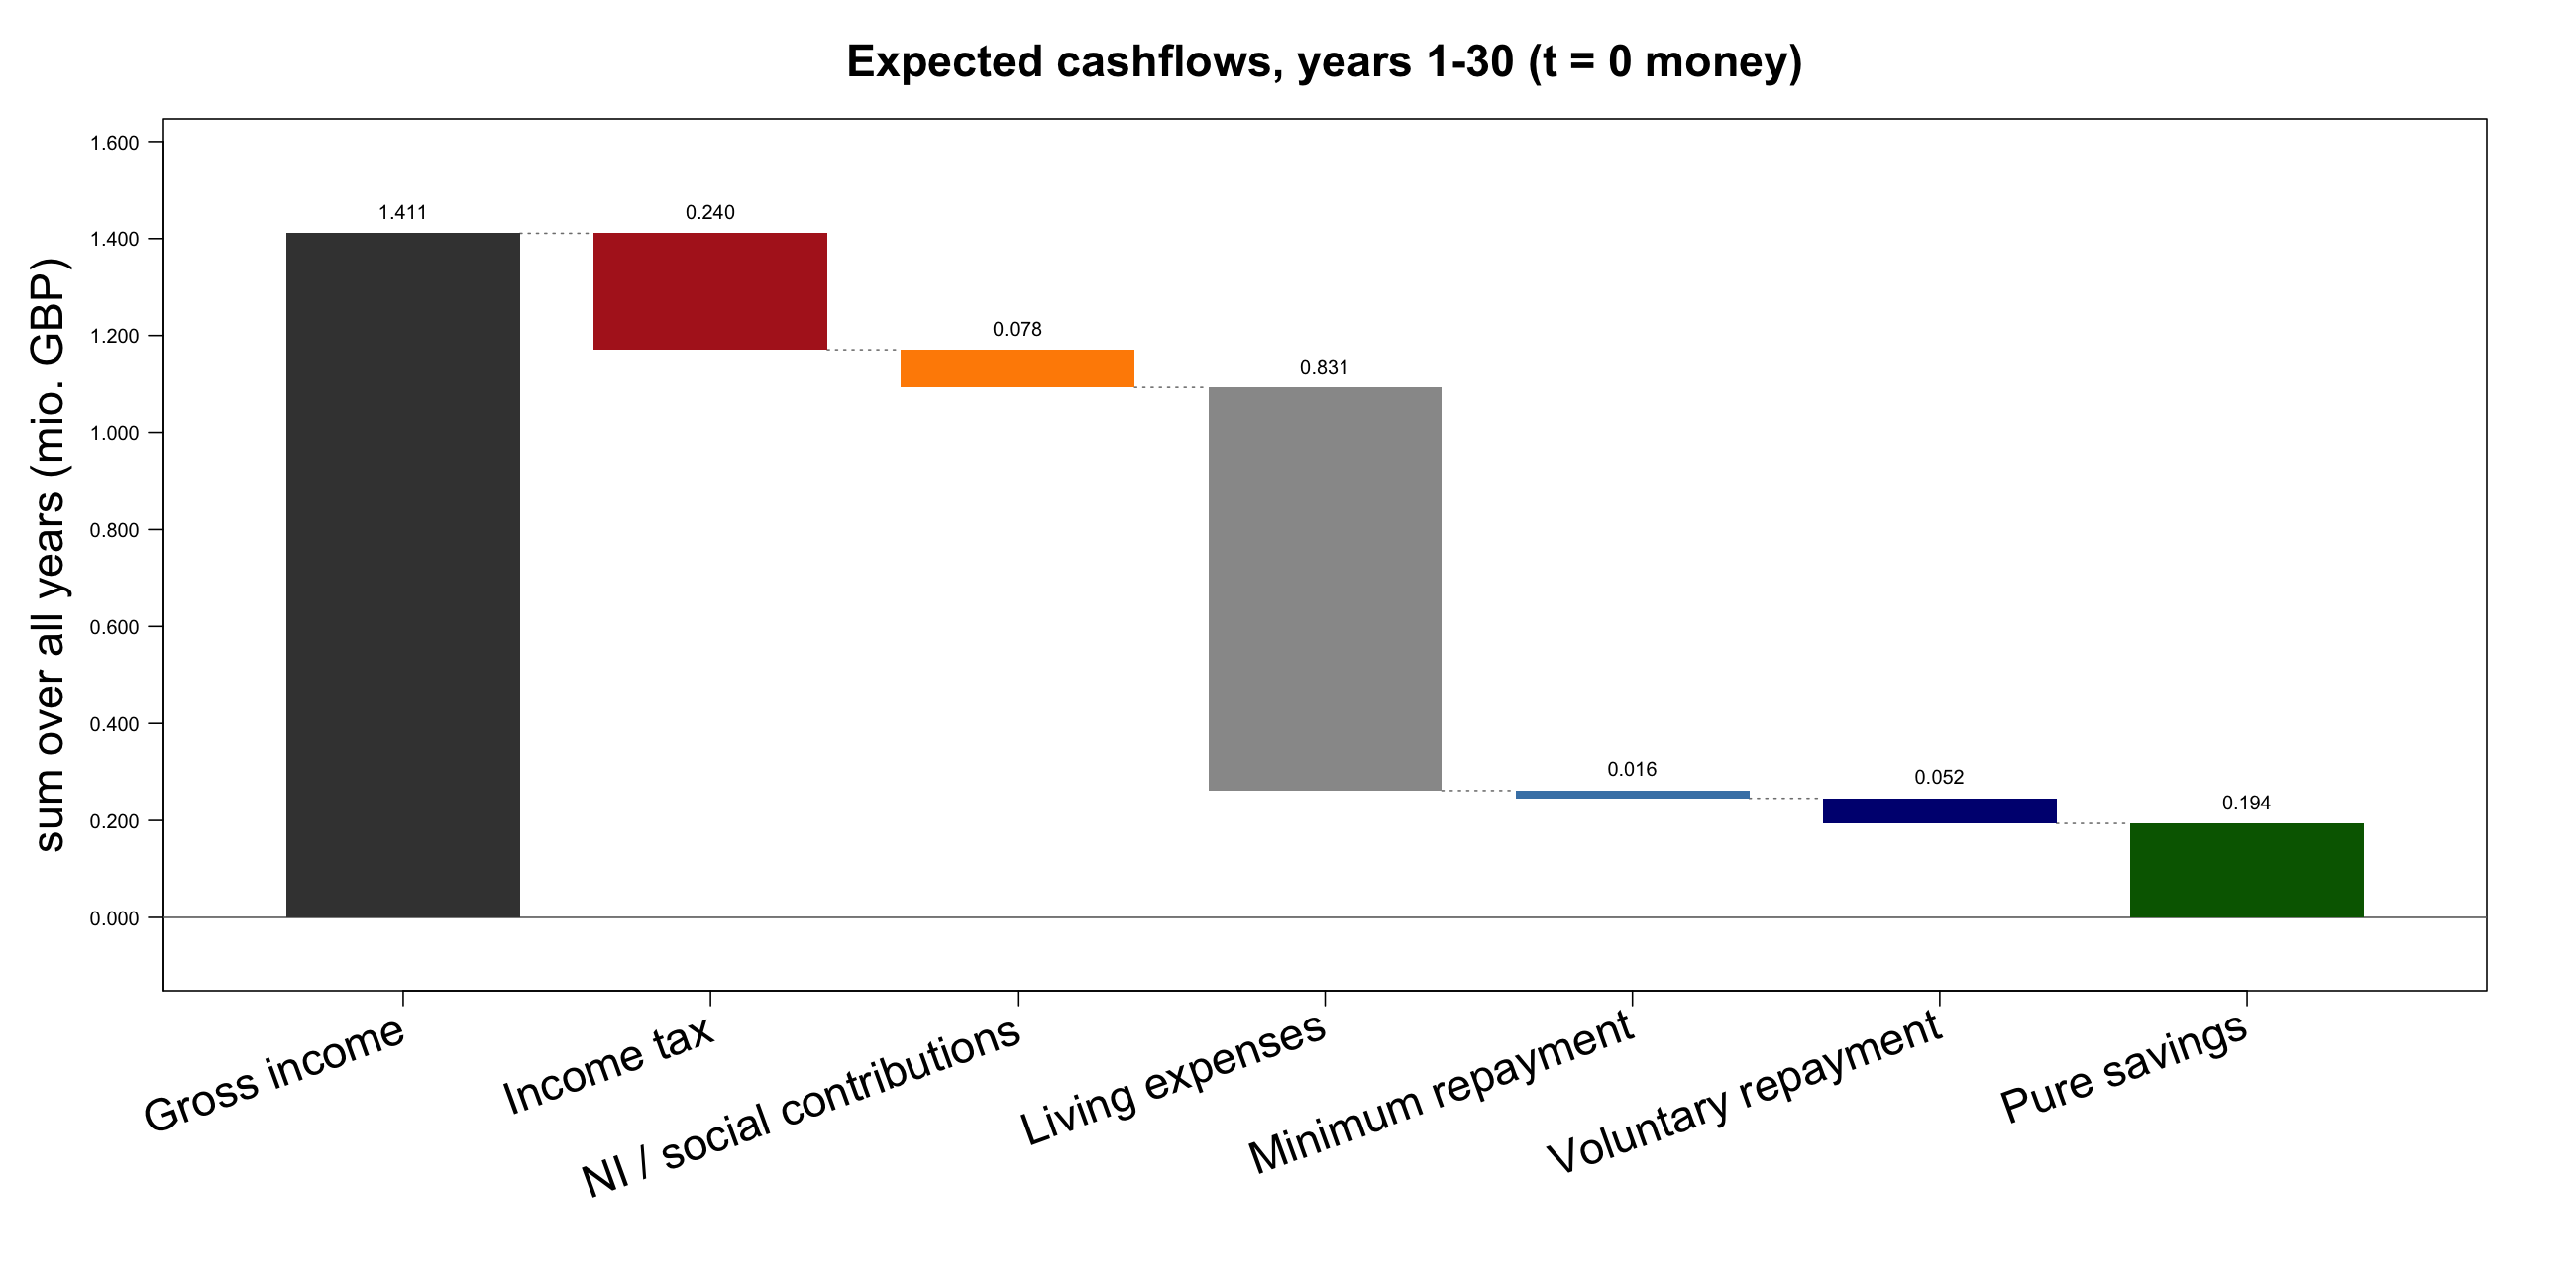 Expected cashflows, years 1-30 (t = 0 money)
sum over all years (mio. GBP)
1.600
1.400
1.200
1.000
0.800
0.600
0.400
0.200
0.000
1.411
0.240
0.078
0.831
0.016
0.052
0.194
Gross income
Income tax
NI / social contributions
Living expenses
Minimum repayment
Voluntary repayment
Pure savings